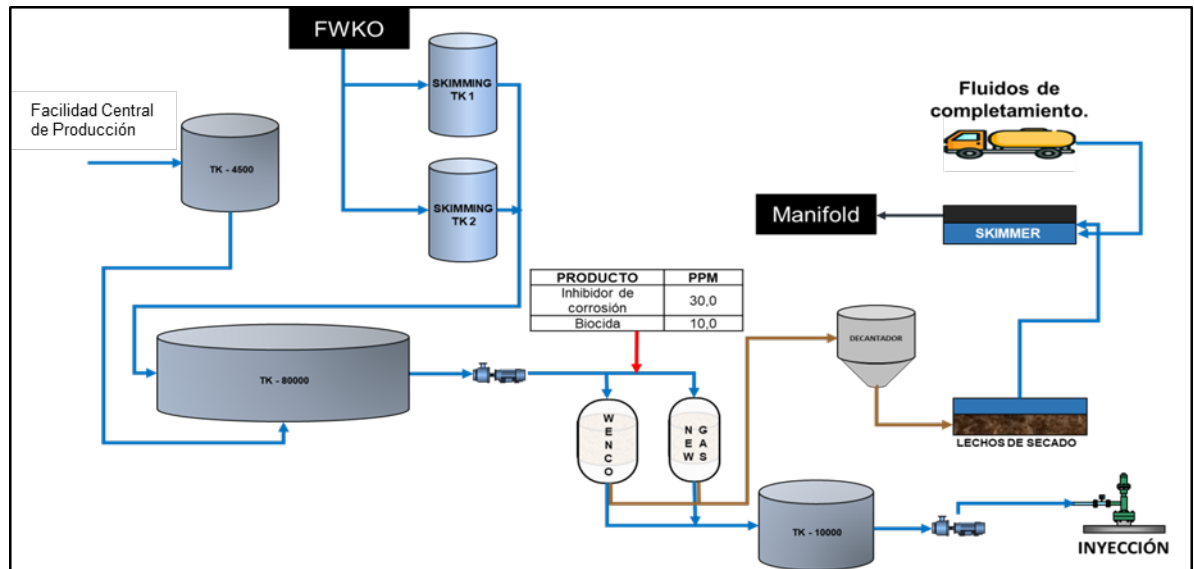 FWKO
SKIMMING
TK 1
Facilidad Central
de Producción
TK - 4500
SKIMMING
TK 2
Fluidos de
completamiento.
Manifold
SKIMMER
PRODUCTO PPM
Inhibidor de
corrosión 30,0
Biocida 10,0
DECANTADOR
TK - 80000
WENCO
NEW GAS
LECHOS DE SECADO
TK - 10000
INYECCIÓN